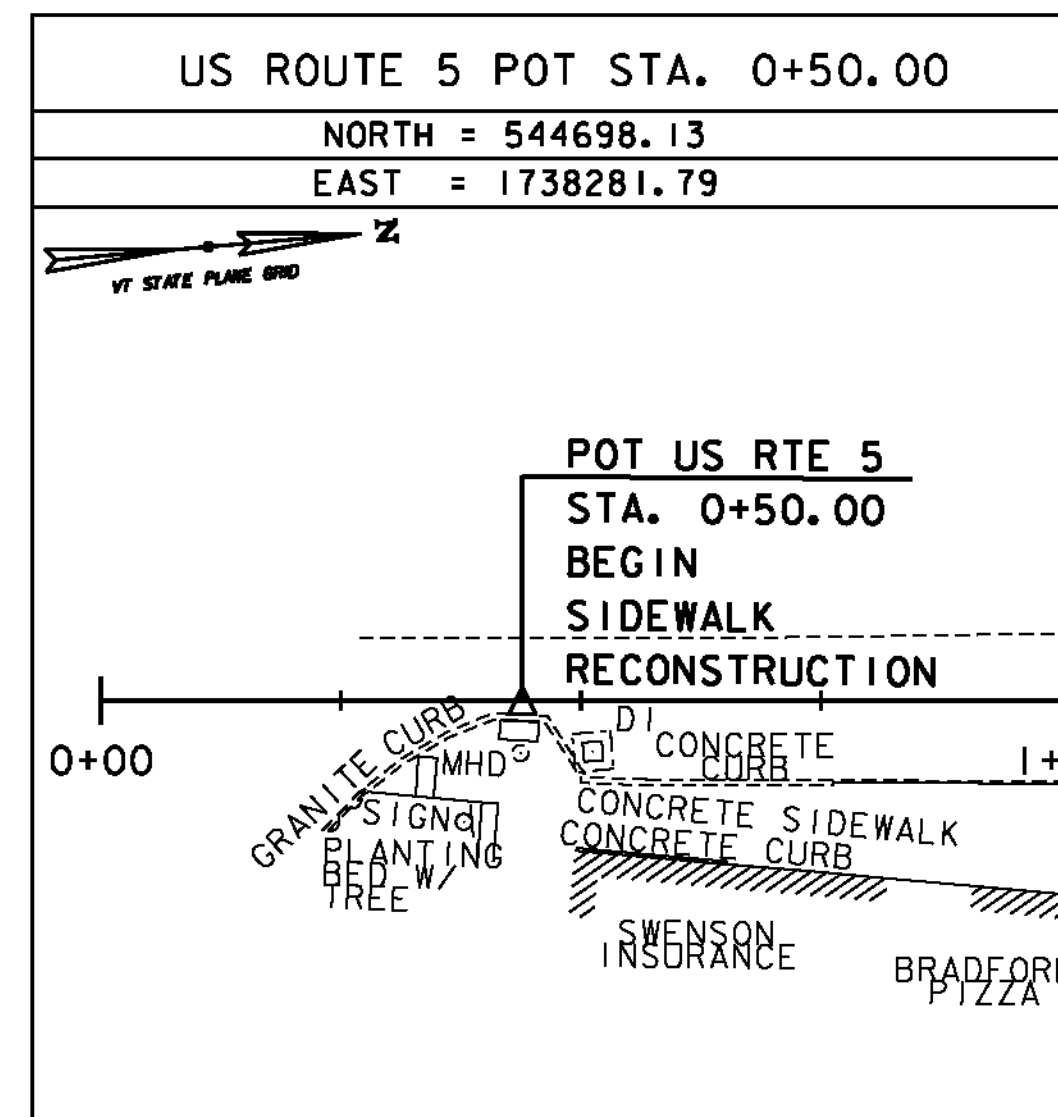 US ROUTE 5 POT STA. 0+50.00
NORTH = 544698.13
EAST = 1738281.79
N
VT STATE PLANE GRID
POT US RTE 5
STA. 0+50.00
BEGIN
SIDEWALK
RECONSTRUCTION
0+00
GRANITE CURB
MHD
DI
CONCRETE
CURB
1+
SIGN
PLANTING
BED W/
TREE
CONCRETE SIDEWALK
CONCRETE CURB
SWENSON
INSURANCE
BRADFORD
PIZZA